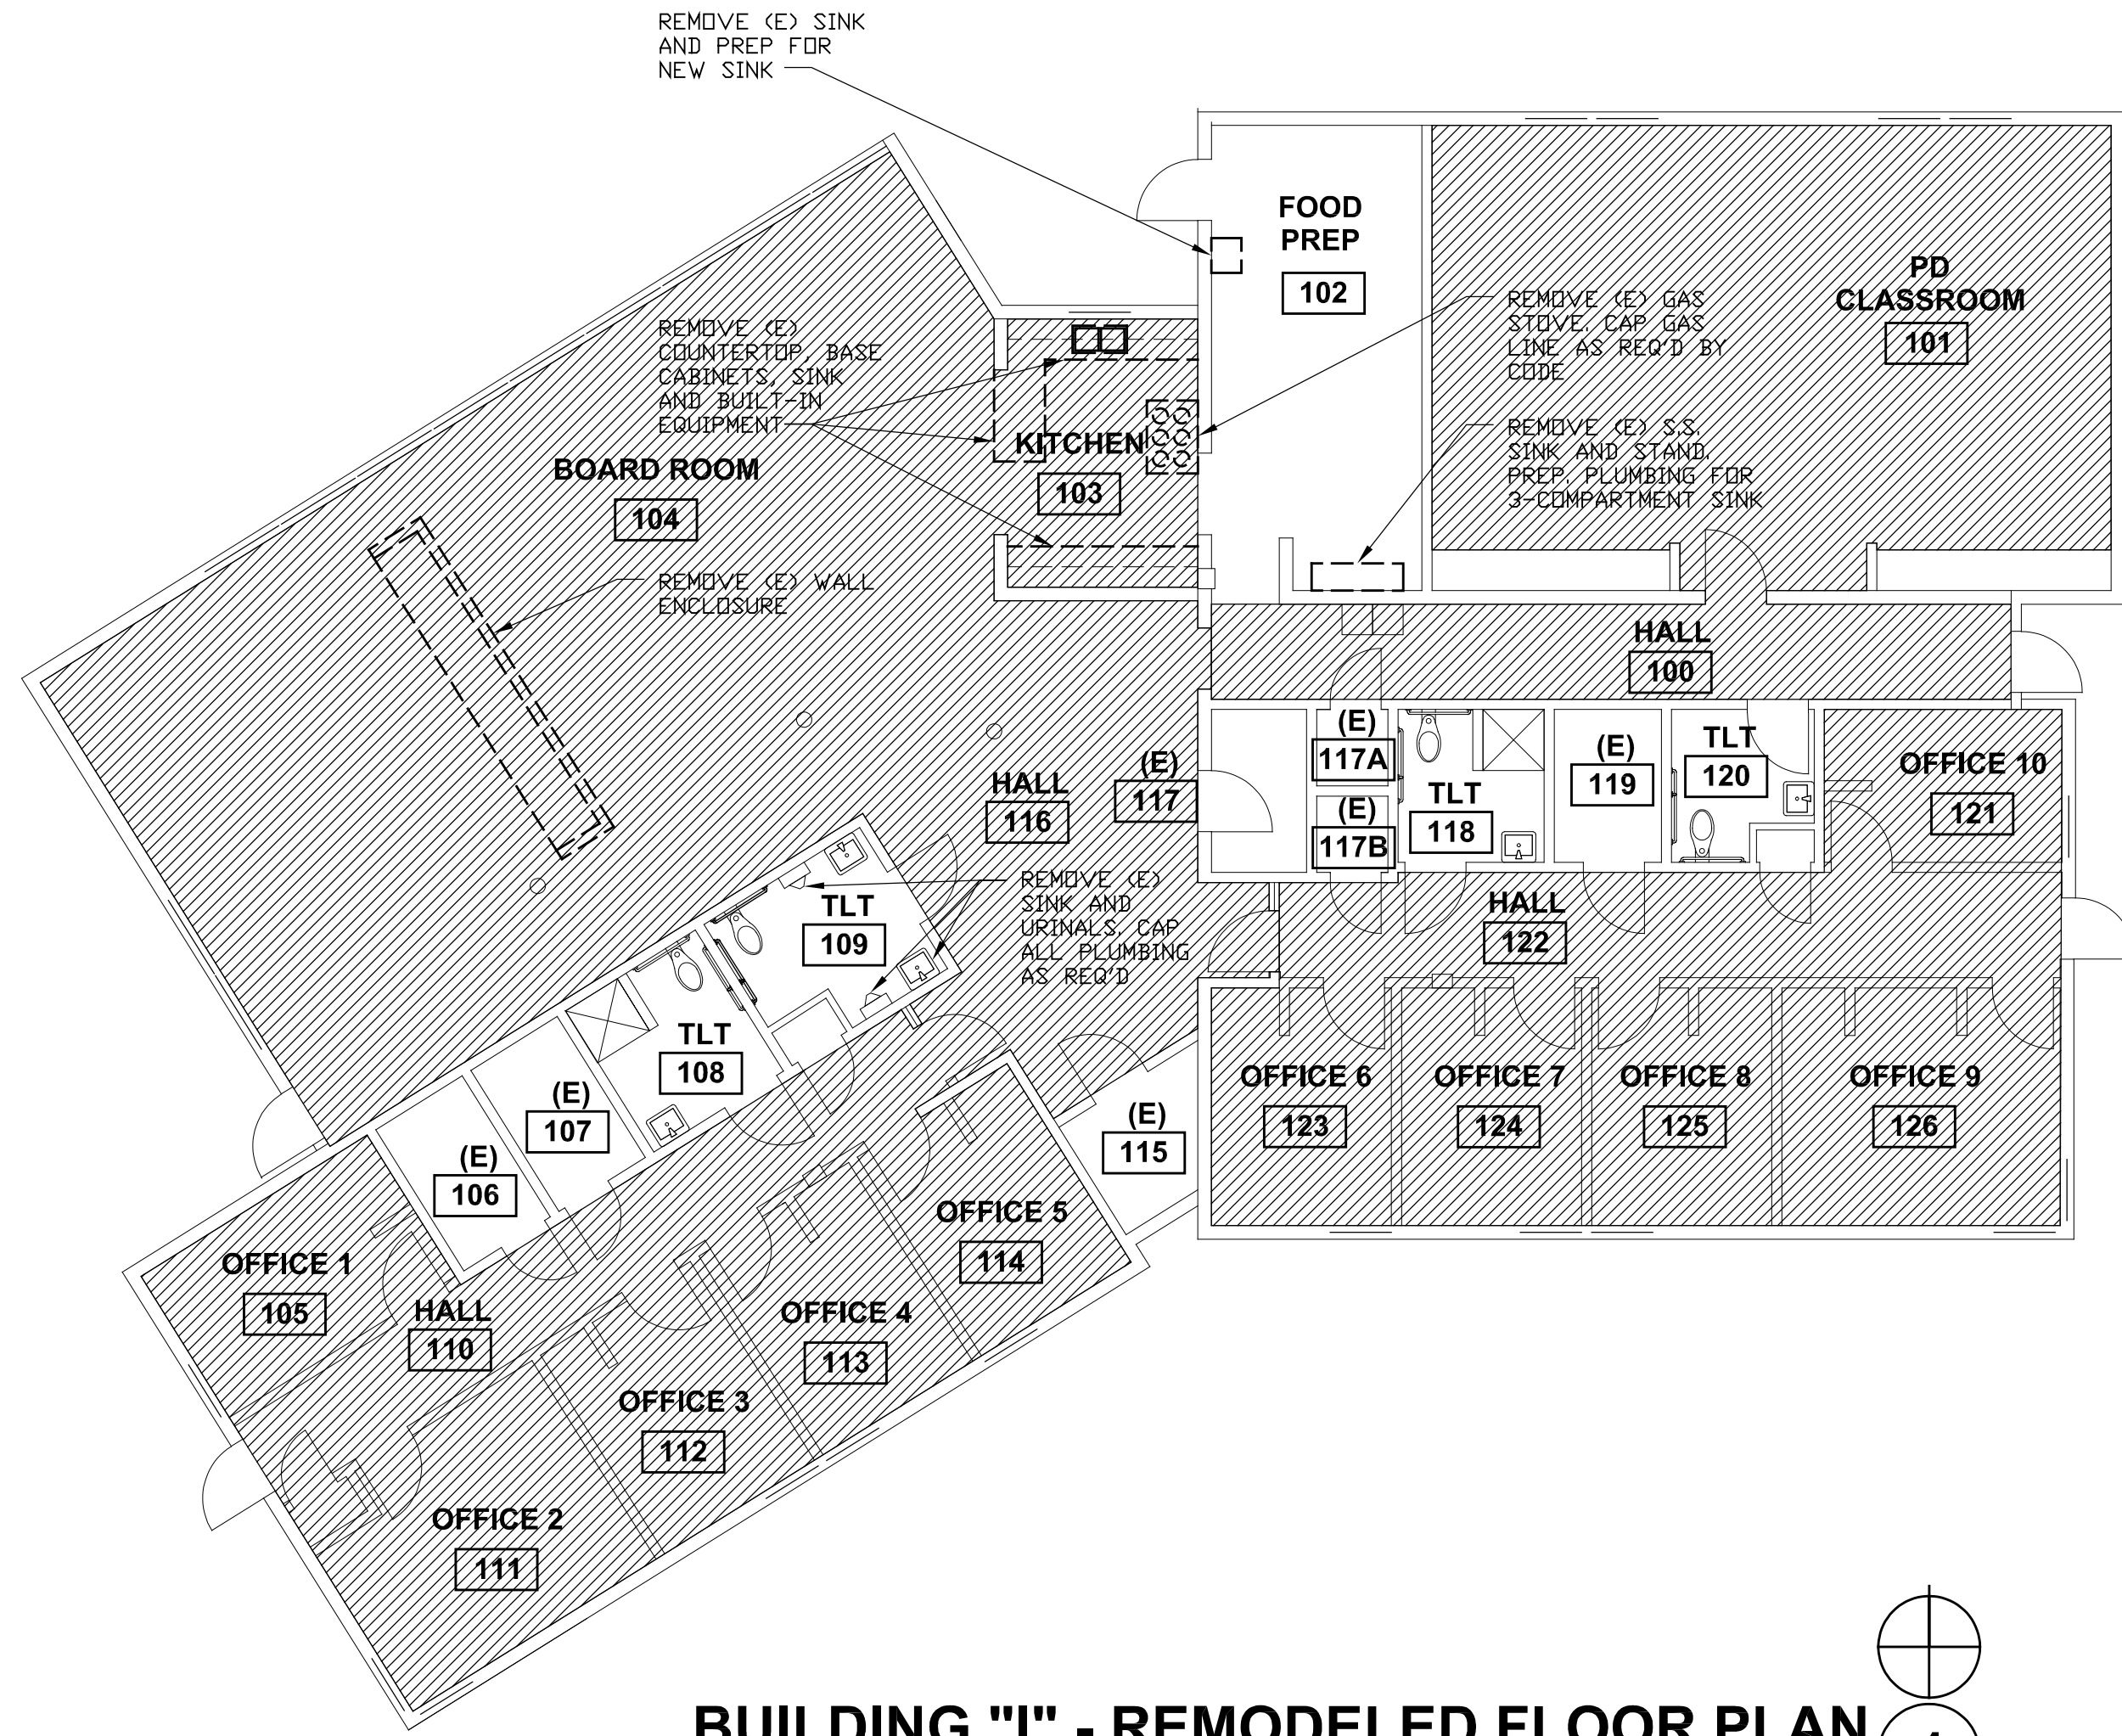 REMOVE (E) SINK
AND PREP FOR
NEW SINK
FOOD
PREP
102
PD
CLASSROOM
101
REMOVE (E)
COUNTERTOP, BASE
CABINETS, SINK
AND BUILT-IN
EQUIPMENT
REMOVE (E) GAS
STOVE. CAP GAS
LINE AS REQ'D BY
CODE
KITCHEN
103
BOARD ROOM
104
REMOVE (E) S.S.
SINK AND STAND.
PREP. PLUMBING FOR
3-COMPARTMENT SINK
REMOVE (E) WALL
ENCLOSURE
HALL
100
(E)
117A
(E)
117B
TLT
118
(E)
119
TLT
120
OFFICE 10
121
HALL
116
(E)
117
REMOVE (E)
SINK AND
URINALS. CAP
ALL PLUMBING
AS REQ'D
TLT
109
HALL
122
TLT
108
(E)
107
(E)
106
(E)
115
OFFICE 6
123
OFFICE 7
124
OFFICE 8
125
OFFICE 9
126
OFFICE 5
114
OFFICE 1
105
HALL
110
OFFICE 4
113
OFFICE 3
112
OFFICE 2
111
BUILDING "I" - REMODELED FLOOR PLAN